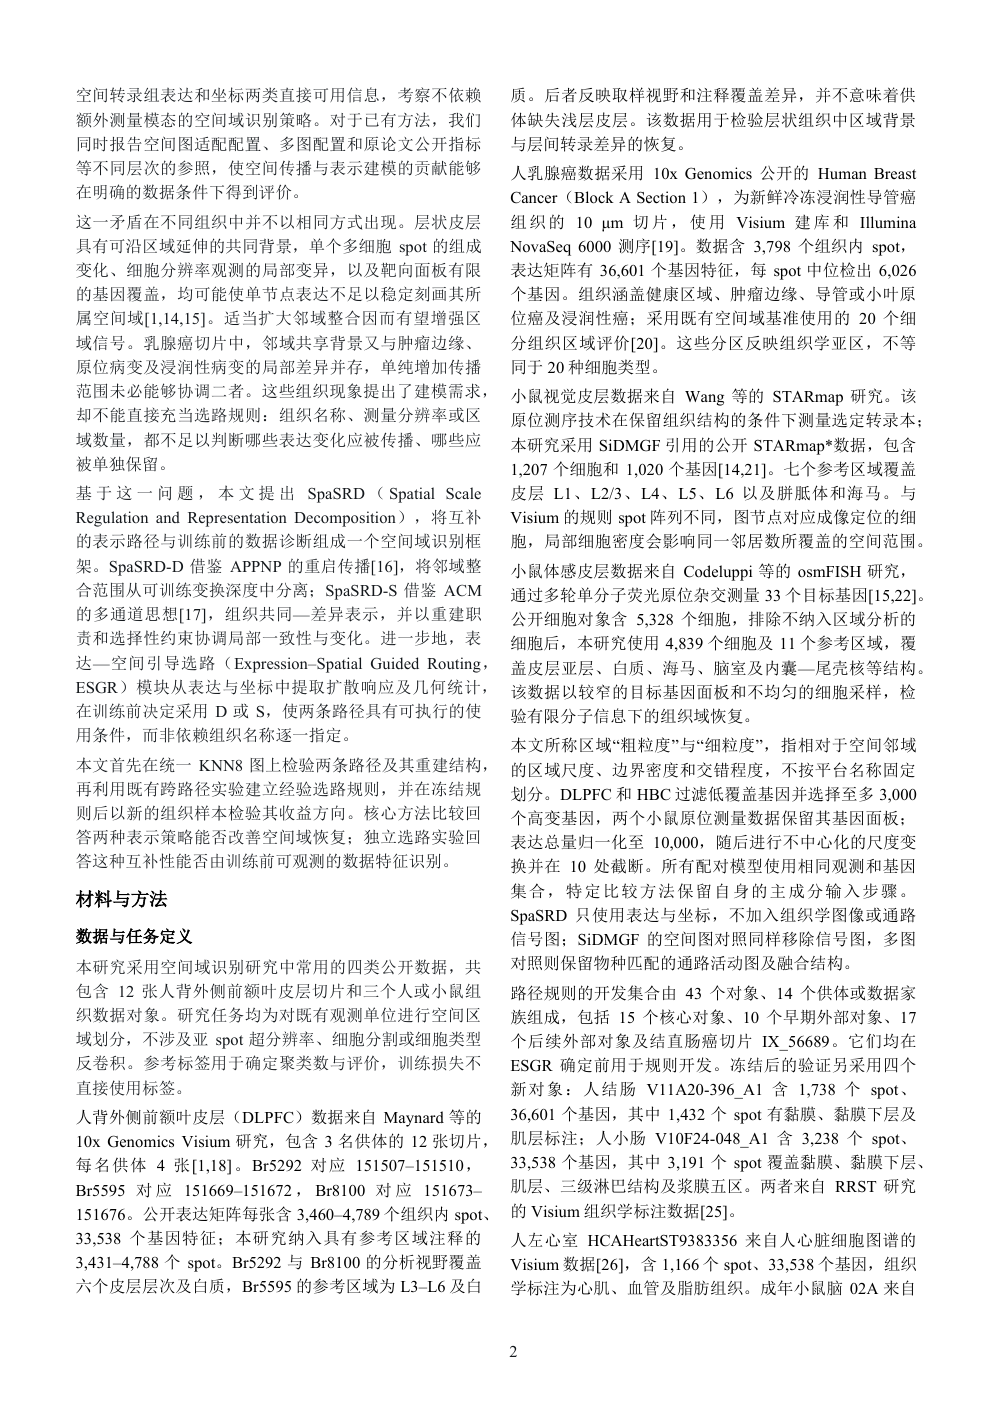 空间转录组表达和坐标两类直接可用信息，考察不依赖
额外测量模态的空间域识别策略。对于已有方法，我们
同时报告空间图适配配置、多图配置和原论文公开指标
等不同层次的参照，使空间传播与表示建模的贡献能够
在明确的数据条件下得到评价。
这一矛盾在不同组织中并不以相同方式出现。层状皮层
具有可沿区域延伸的共同背景，单个多细胞 spot 的组成
变化、细胞分辨率观测的局部变异，以及靶向面板有限
的基因覆盖，均可能使单节点表达不足以稳定刻画其所
属空间域[1,14,15]。适当扩大邻域整合因而有望增强区
域信号。乳腺癌切片中，邻域共享背景又与肿瘤边缘、
原位病变及浸润性病变的局部差异并存，单纯增加传播
范围未必能够协调二者。这些组织现象提出了建模需求，
却不能直接充当选路规则：组织名称、测量分辨率或区
域数量，都不足以判断哪些表达变化应被传播、哪些应
被单独保留。
基于这一问题，本文提出 SpaSRD（Spatial Scale
Regulation and Representation Decomposition），将互补
的表示路径与训练前的数据诊断组成一个空间域识别框
架。SpaSRD-D 借鉴 APPNP 的重启传播[16]，将邻域整
合范围从可训练变换深度中分离；SpaSRD-S 借鉴 ACM
的多通道思想[17]，组织共同—差异表示，并以重建职
责和选择性约束协调局部一致性与变化。进一步地，表
达—空间引导选路（Expression–Spatial Guided Routing，
ESGR）模块从表达与坐标中提取扩散响应及几何统计，
在训练前决定采用 D 或 S，使两条路径具有可执行的使
用条件，而非依赖组织名称逐一指定。
本文首先在统一 KNN8 图上检验两条路径及其重建结构，
再利用既有跨路径实验建立经验选路规则，并在冻结规
则后以新的组织样本检验其收益方向。核心方法比较回
答两种表示策略能否改善空间域恢复；独立选路实验回
答这种互补性能否由训练前可观测的数据特征识别。
材料与方法
数据与任务定义
本研究采用空间域识别研究中常用的四类公开数据，共
包含 12 张人背外侧前额叶皮层切片和三个人或小鼠组
织数据对象。研究任务均为对既有观测单位进行空间区
域划分，不涉及亚 spot 超分辨率、细胞分割或细胞类型
反卷积。参考标签用于确定聚类数与评价，训练损失不
直接使用标签。
人背外侧前额叶皮层（DLPFC）数据来自 Maynard 等的
10x Genomics Visium 研究，包含 3 名供体的 12 张切片，
每名供体 4 张[1,18]。Br5292 对应 151507–151510，
Br5595 对应 151669–151672，Br8100 对应 151673–
151676。公开表达矩阵每张含 3,460–4,789 个组织内 spot、
33,538 个基因特征；本研究纳入具有参考区域注释的
3,431–4,788 个 spot。Br5292 与 Br8100 的分析视野覆盖
六个皮层层次及白质，Br5595 的参考区域为 L3–L6 及白
质。后者反映取样视野和注释覆盖差异，并不意味着供
体缺失浅层皮层。该数据用于检验层状组织中区域背景
与层间转录差异的恢复。
人乳腺癌数据采用 10x Genomics 公开的 Human Breast
Cancer（Block A Section 1），为新鲜冷冻浸润性导管癌
组织的 10 μm 切片，使用 Visium 建库和 Illumina
NovaSeq 6000 测序[19]。数据含 3,798 个组织内 spot，
表达矩阵有 36,601 个基因特征，每 spot 中位检出 6,026
个基因。组织涵盖健康区域、肿瘤边缘、导管或小叶原
位癌及浸润性癌；采用既有空间域基准使用的 20 个细
分组织区域评价[20]。这些分区反映组织学亚区，不等
同于 20 种细胞类型。
小鼠视觉皮层数据来自 Wang 等的 STARmap 研究。该
原位测序技术在保留组织结构的条件下测量选定转录本；
本研究采用 SiDMGF 引用的公开 STARmap*数据，包含
1,207 个细胞和 1,020 个基因[14,21]。七个参考区域覆盖
皮层 L1、L2/3、L4、L5、L6 以及胼胝体和海马。与
Visium 的规则 spot 阵列不同，图节点对应成像定位的细
胞，局部细胞密度会影响同一邻居数所覆盖的空间范围。
小鼠体感皮层数据来自 Codeluppi 等的 osmFISH 研究，
通过多轮单分子荧光原位杂交测量 33 个目标基因[15,22]。
公开细胞对象含 5,328 个细胞，排除不纳入区域分析的
细胞后，本研究使用 4,839 个细胞及 11 个参考区域，覆
盖皮层亚层、白质、海马、脑室及内囊—尾壳核等结构。
该数据以较窄的目标基因面板和不均匀的细胞采样，检
验有限分子信息下的组织域恢复。
本文所称区域“粗粒度”与“细粒度”，指相对于空间邻域
的区域尺度、边界密度和交错程度，不按平台名称固定
划分。DLPFC 和 HBC 过滤低覆盖基因并选择至多 3,000
个高变基因，两个小鼠原位测量数据保留其基因面板；
表达总量归一化至 10,000，随后进行不中心化的尺度变
换并在 10 处截断。所有配对模型使用相同观测和基因
集合，特定比较方法保留自身的主成分输入步骤。
SpaSRD 只使用表达与坐标，不加入组织学图像或通路
信号图；SiDMGF 的空间图对照同样移除信号图，多图
对照则保留物种匹配的通路活动图及融合结构。
路径规则的开发集合由 43 个对象、14 个供体或数据家
族组成，包括 15 个核心对象、10 个早期外部对象、17
个后续外部对象及结直肠癌切片 IX_56689。它们均在
ESGR 确定前用于规则开发。冻结后的验证另采用四个
新对象：人结肠 V11A20-396_A1 含 1,738 个 spot、
36,601 个基因，其中 1,432 个 spot 有黏膜、黏膜下层及
肌层标注；人小肠 V10F24-048_A1 含 3,238 个 spot、
33,538 个基因，其中 3,191 个 spot 覆盖黏膜、黏膜下层、
肌层、三级淋巴结构及浆膜五区。两者来自 RRST 研究
的 Visium 组织学标注数据[25]。
人左心室 HCAHeartST9383356 来自人心脏细胞图谱的
Visium 数据[26]，含 1,166 个 spot、33,538 个基因，组织
学标注为心肌、血管及脂肪组织。成年小鼠脑 02A 来自
2